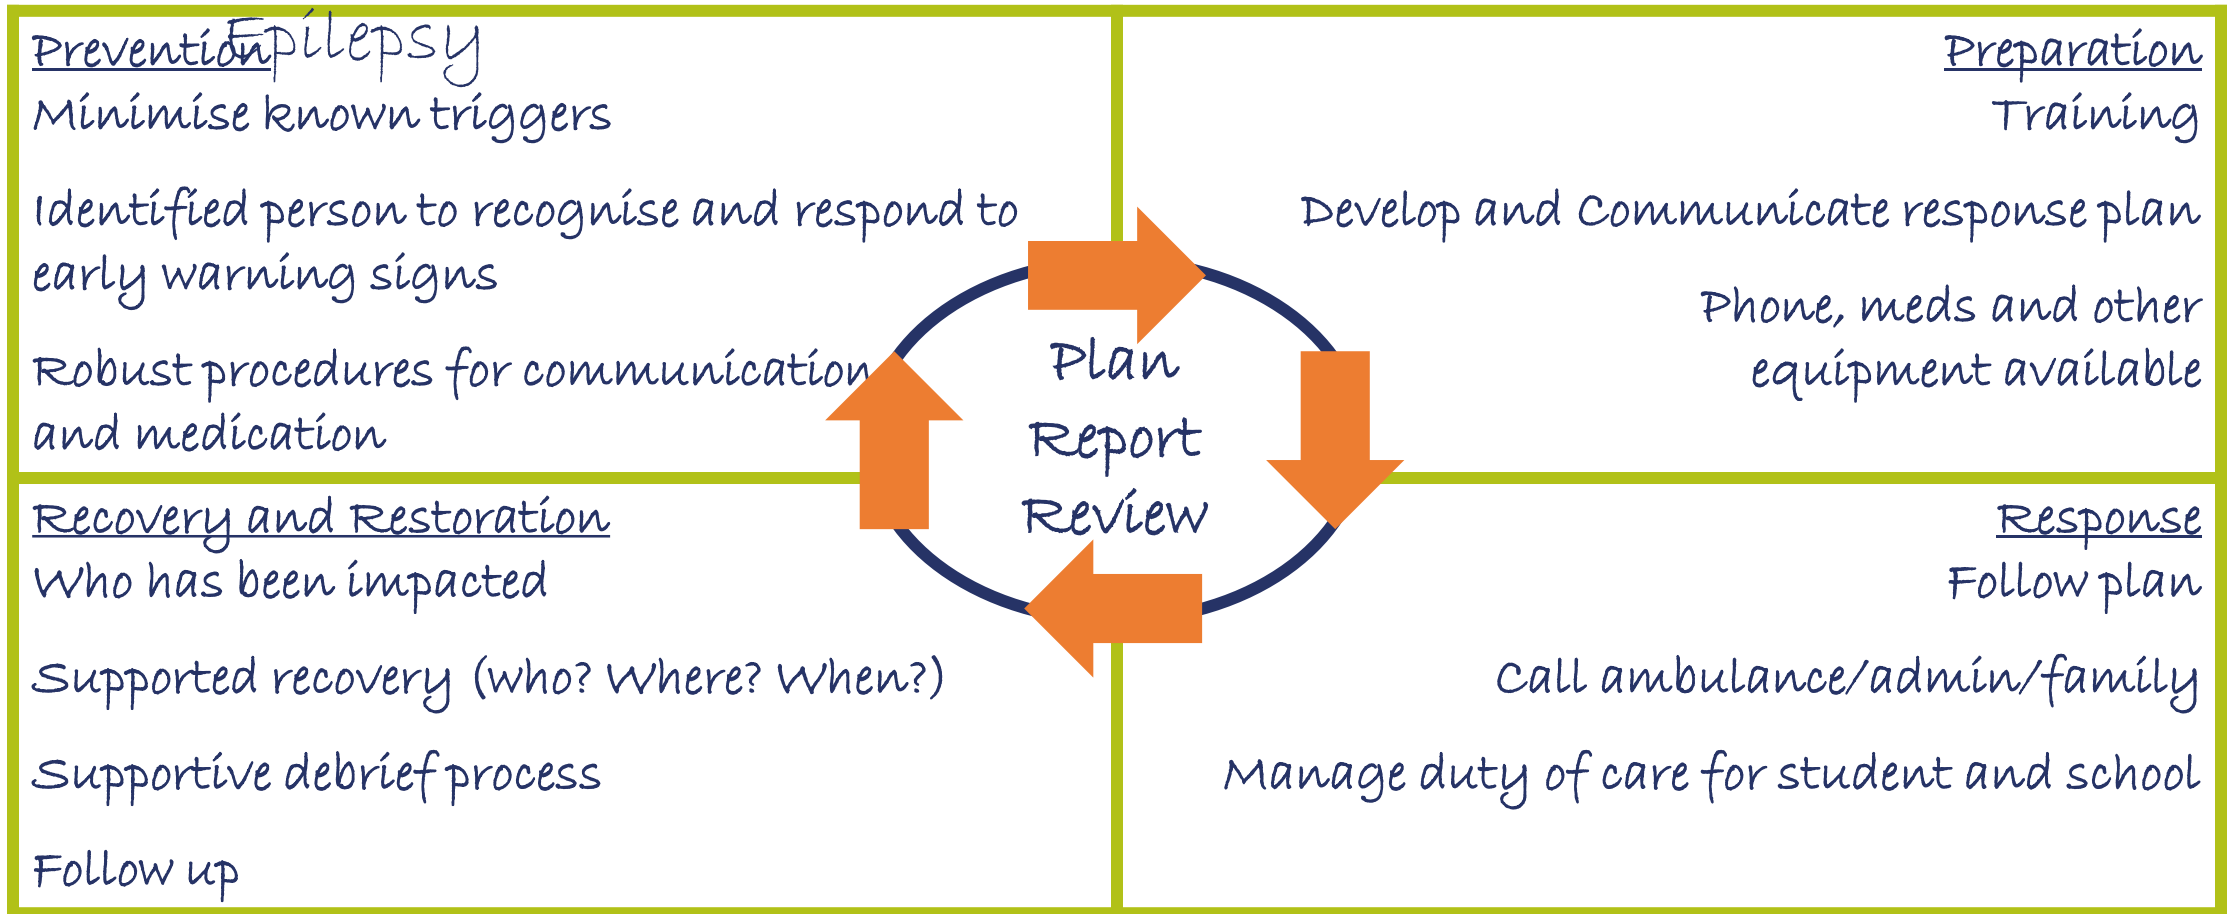 Epilepsy
Prevention
Minimise known triggers
Identified person to recognise and respond to
early warning signs
Robust procedures for communication
and medication
Preparation
Training
Develop and Communicate response plan
Phone, meds and other
equipment available
Plan
Report
Review
Recovery and Restoration
Who has been impacted
Supported recovery (who? Where? When?)
Supportive debrief process
Follow up
Response
Follow plan
Call ambulance/admin/family
Manage duty of care for student and school